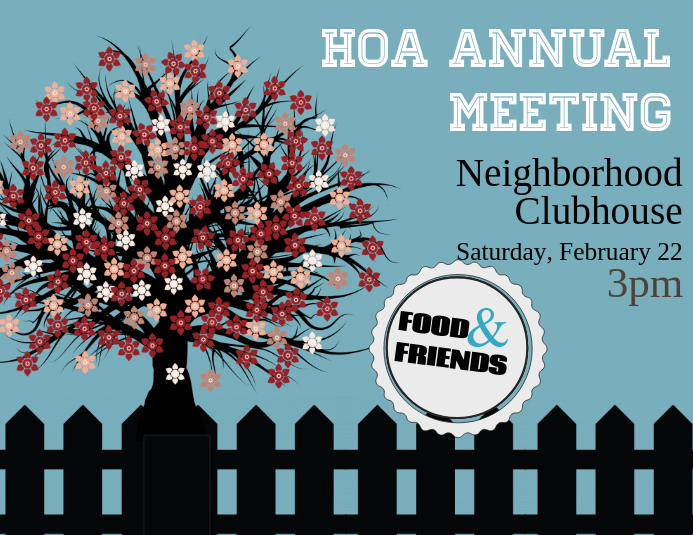 HOA ANNUAL
MEETING
Neighborhood
Clubhouse
Saturday, February 22
3pm
FOOD &
FRIENDS